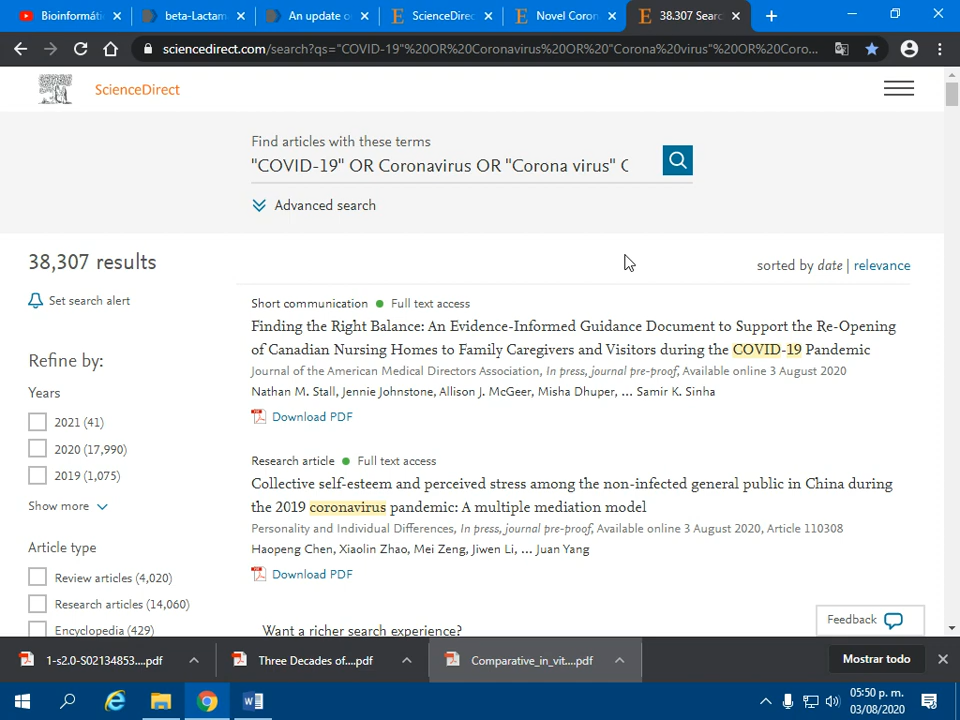 Bioinformáti
beta-Lactam
An update o
ScienceDirec
Novel Coron
38.307 Searc
sciencedirect.com/search?qs="COVID-19"%20OR%20Coronavirus%20OR%20"Corona%20virus"%20OR%20Coro...
ScienceDirect
Find articles with these terms
"COVID-19" OR Coronavirus OR "Corona virus" O
Advanced search
38,307 results
sorted by date | relevance
Set search alert
Short communication Full text access
Finding the Right Balance: An Evidence-Informed Guidance Document to Support the Re-Opening
of Canadian Nursing Homes to Family Caregivers and Visitors during the COVID-19 Pandemic
Journal of the American Medical Directors Association, In press, journal pre-proof, Available online 3 August 2020
Nathan M. Stall, Jennie Johnstone, Allison J. McGeer, Misha Dhuper, ... Samir K. Sinha
Download PDF
Refine by:
Years
2021 (41)
2020 (17,990)
2019 (1,075)
Show more
Research article Full text access
Collective self-esteem and perceived stress among the non-infected general public in China during
the 2019 coronavirus pandemic: A multiple mediation model
Personality and Individual Differences, In press, journal pre-proof, Available online 3 August 2020, Article 110308
Haopeng Chen, Xiaolin Zhao, Mei Zeng, Jiwen Li, ... Juan Yang
Download PDF
Article type
Review articles (4,020)
Research articles (14,060)
Encyclopedia (429)
Want a richer search experience?
Feedback
1-s2.0-S02134853....pdf
Three Decades of....pdf
Comparative_in_vit....pdf
Mostrar todo
05:50 p. m.
03/08/2020